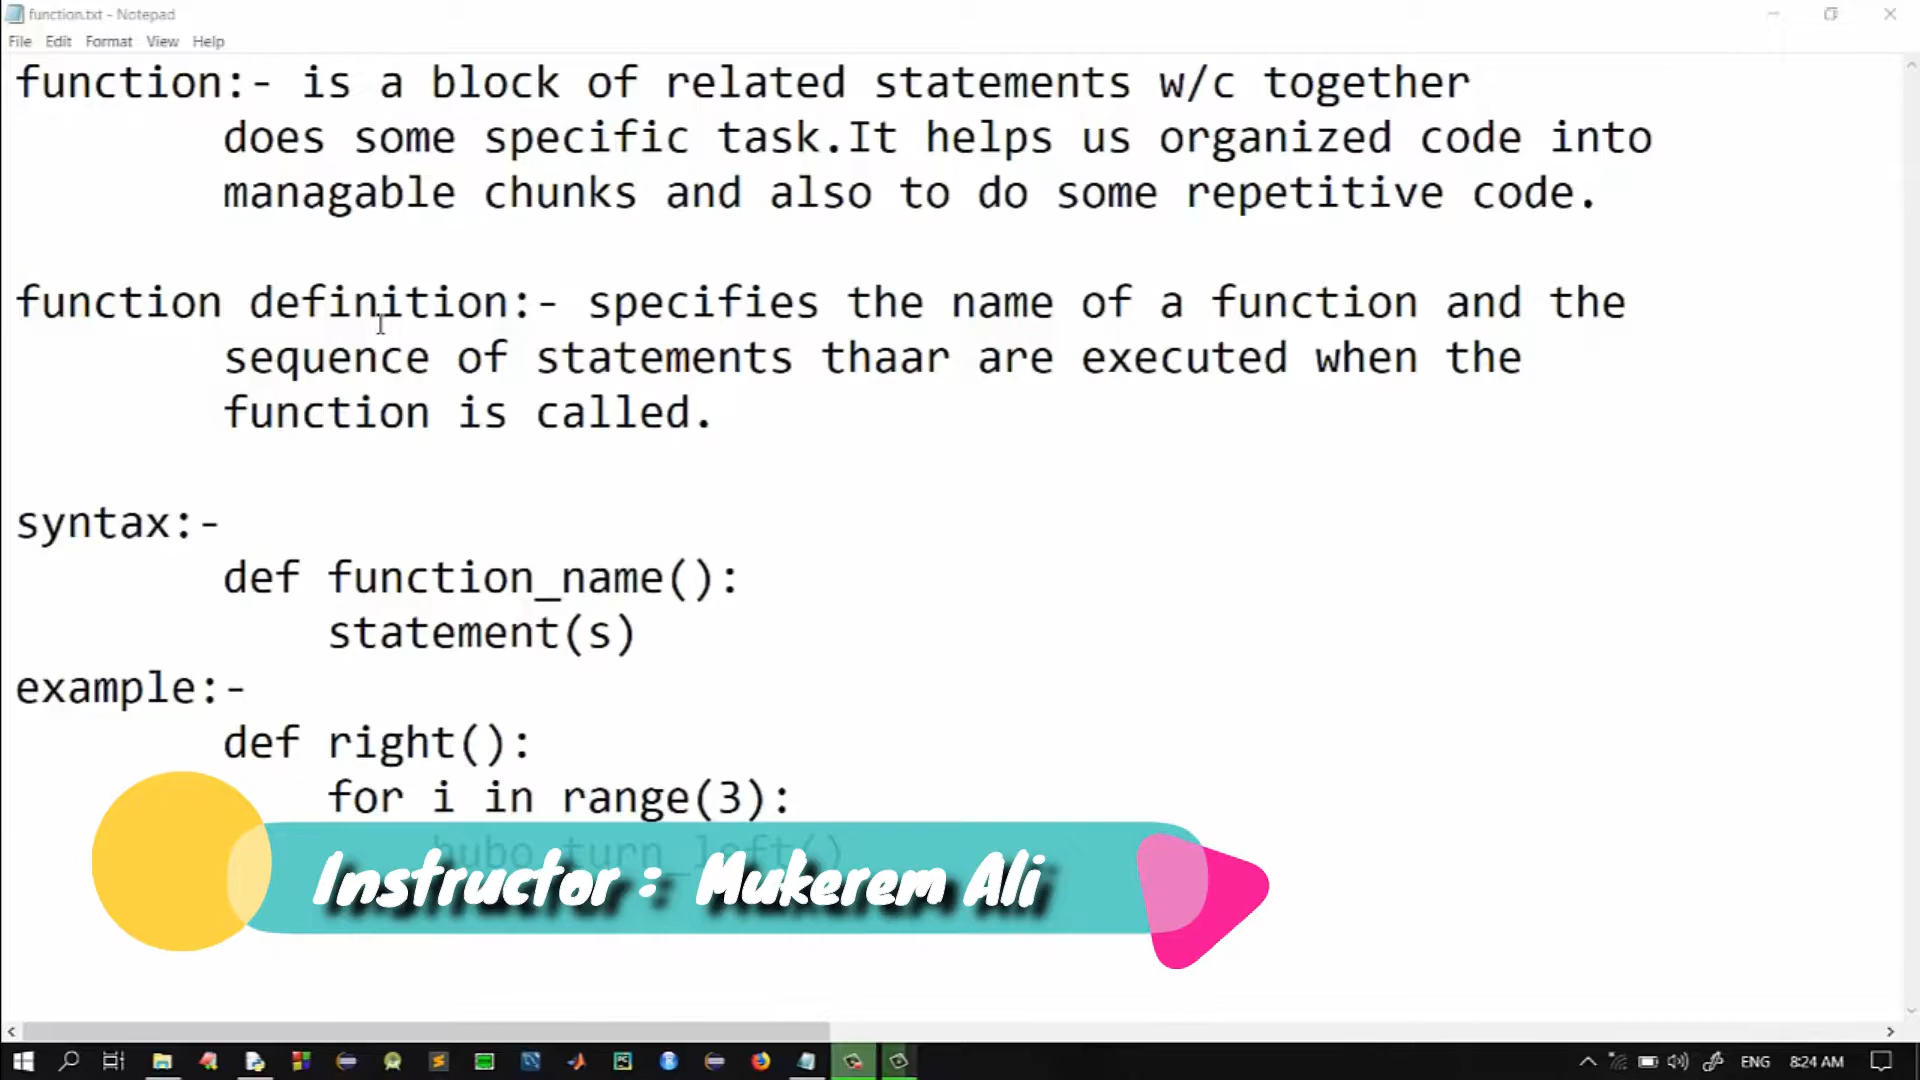 function.txt - Notepad
File Edit Format View Help
function:- is a block of related statements w/c together
does some specific task.It helps us organized code into
managable chunks and also to do some repetitive code.
function definition:- specifies the name of a function and the
sequence of statements thaar are executed when the
function is called.
syntax:-
def function_name():
statement(s)
example:-
def right():
for i in range(3):
hubo turn_left()
Instructor : Mukerem Ali
ENG 8:24 AM